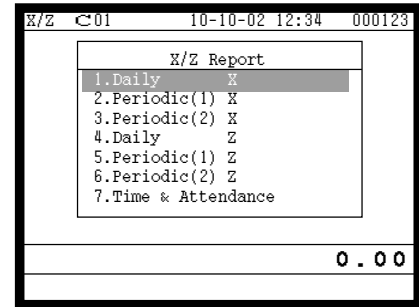 X/Z C01 10-10-02 12:34 000123
X/Z Report
1.Daily X
2.Periodic(1) X
3.Periodic(2) X
4.Daily Z
5.Periodic(1) Z
6.Periodic(2) Z
7.Time & Attendance
0.00